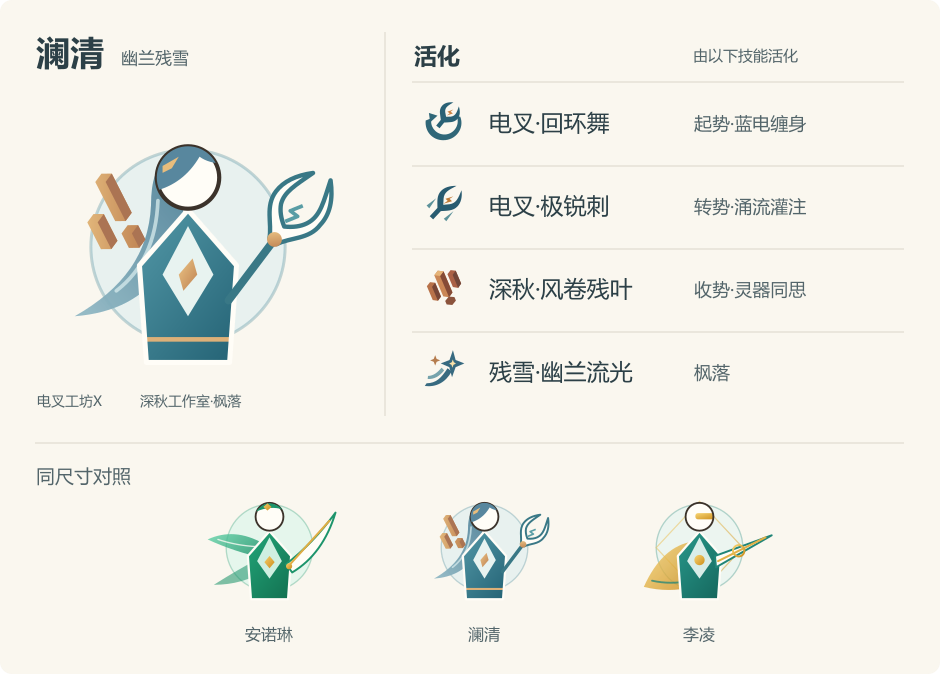 澜清 幽兰残雪
电叉工坊X 深秋工作室·枫落
活化 由以下技能活化
电叉·回环舞 起势·蓝电缠身
电叉·极锐刺 转势·涌流灌注
深秋·风卷残叶 收势·灵器同思
残雪·幽兰流光 枫落
同尺寸对照
安诺琳 澜清 李凌